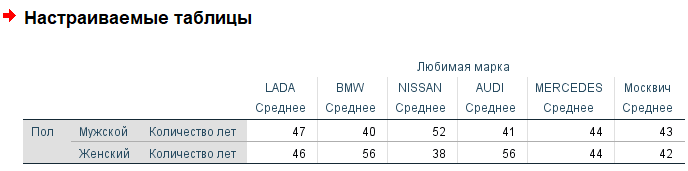 Настраиваемые таблицы
Любимая марка
LADA BMW NISSAN AUDI MERCEDES Москвич
Среднее Среднее Среднее Среднее Среднее Среднее
Пол Мужской Количество лет 47 40 52 41 44 43
Женский Количество лет 46 56 38 56 44 42